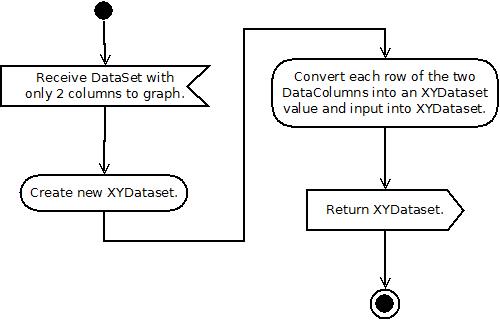 Receive DataSet with
only 2 columns to graph.
Create new XYDataset.
Convert each row of the two
DataColumns into an XYDataset
value and input into XYDataset.
Return XYDataset.